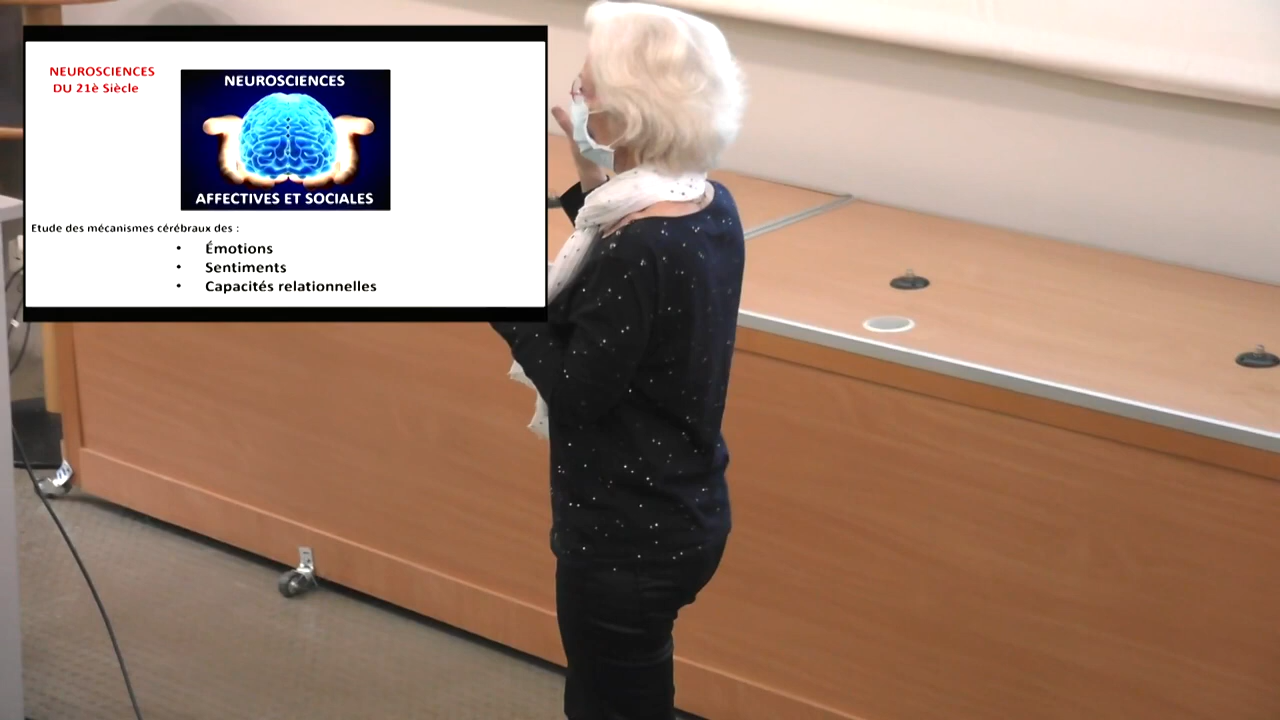 NEUROSCIENCES
DU 21è Siècle
NEUROSCIENCES
AFFECTIVES ET SOCIALES
Etude des mécanismes cérébraux des :
• Émotions
• Sentiments
• Capacités relationnelles